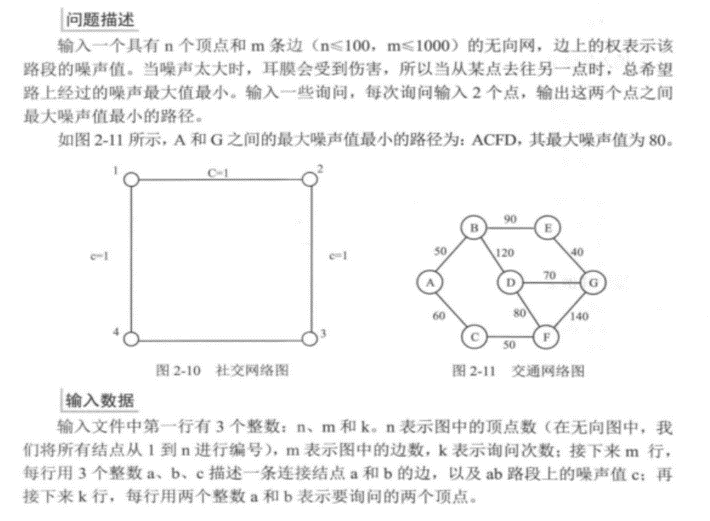 问题描述
输入一个具有 n 个顶点和 m 条边（n≤100，m≤1000）的无向网，边上的权表示该
路段的噪声值。当噪声太大时，耳膜会受到伤害，所以当从某点去往另一点时，总希望
路上经过的噪声最大值最小。输入一些询问，每次询问输入 2 个点，输出这两个点之间
最大噪声值最小的路径。
如图 2-11 所示，A 和 G 之间的最大噪声值最小的路径为：ACFD，其最大噪声值为 80。
1
C=1
2
c=1
c=1
4
3
90
B
E
50
120
40
A
D
70
G
60
80
140
C
50
F
图 2-10 社交网络图
图 2-11 交通网络图
输入数据
输入文件中第一行有 3 个整数：n、m 和 k。n 表示图中的顶点数（在无向图中，我
们将所有结点从 1 到 n 进行编号），m 表示图中的边数，k 表示询问次数；接下来 m 行，
每行用 3 个整数 a、b、c 描述一条连接结点 a 和 b 的边，以及 ab 路段上的噪声值 c；再
接下来 k 行，每行用两个整数 a 和 b 表示要询问的两个顶点。